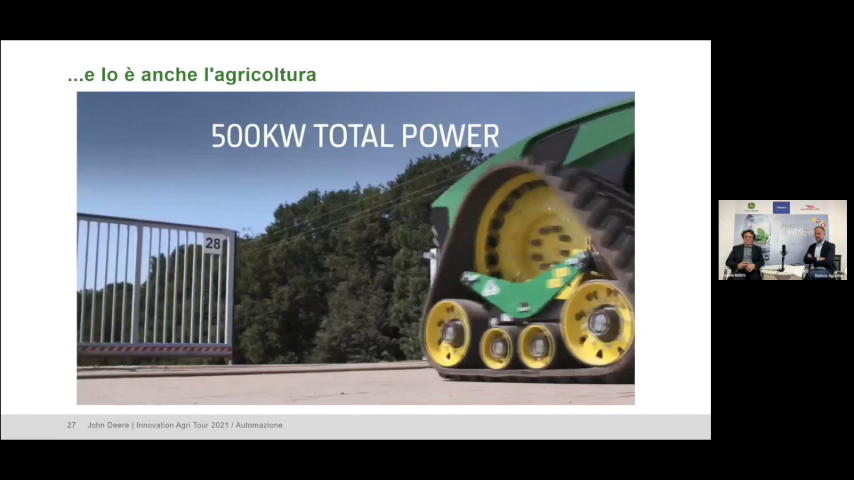 ...e lo è anche l'agricoltura
500KW TOTAL POWER
28
27 John Deere | Innovation Agri Tour 2021 / Automazione